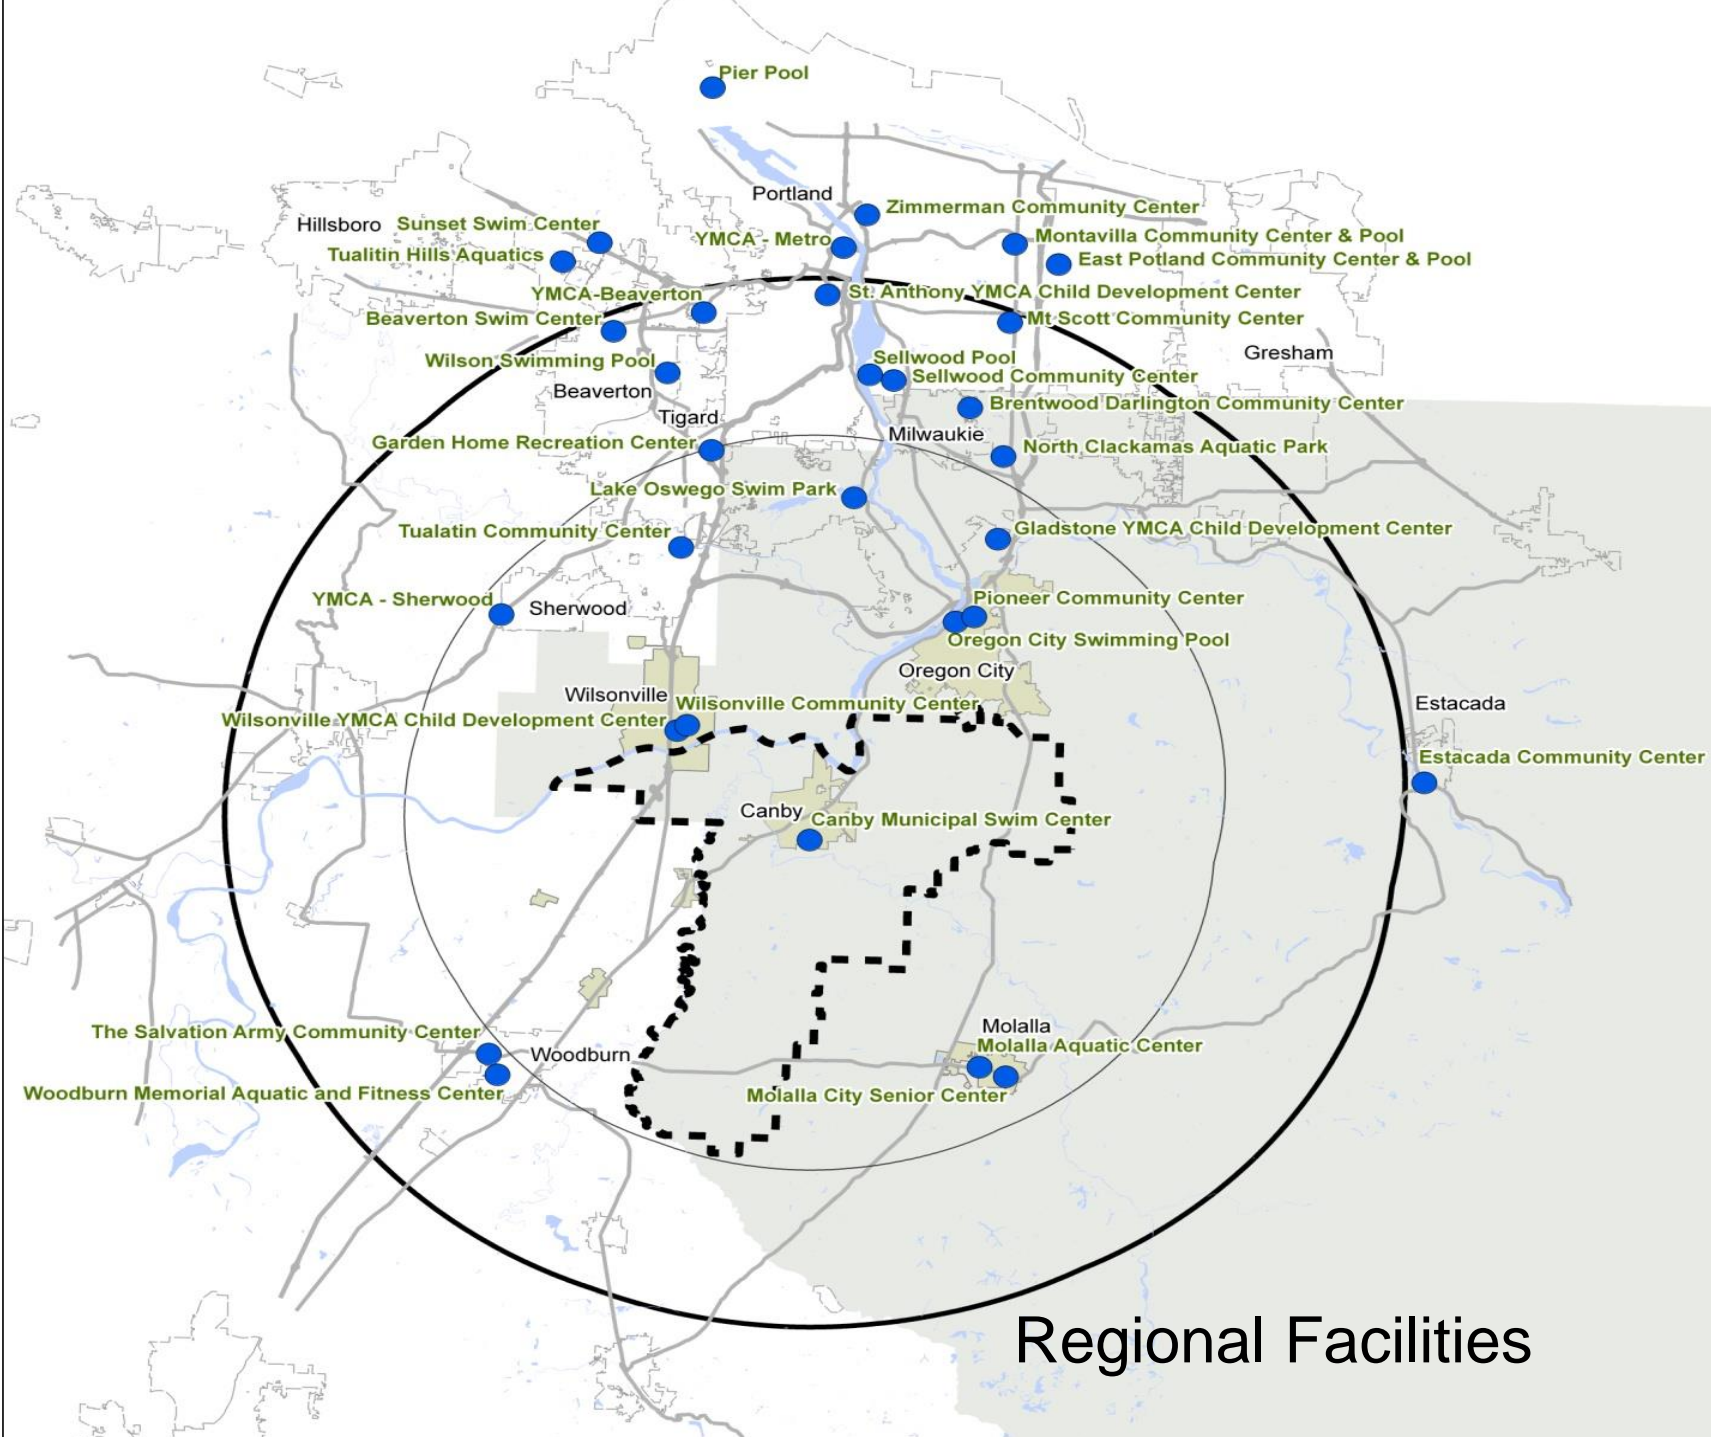 Pier Pool
Portland
Zimmerman Community Center
Hillsboro
Sunset Swim Center
YMCA - Metro
Montavilla Community Center & Pool
Tualitin Hills Aquatics
East Potland Community Center & Pool
YMCA-Beaverton
St. Anthony YMCA Child Development Center
Beaverton Swim Center
Mt Scott Community Center
Gresham
Wilson Swimming Pool
Sellwood Pool
Sellwood Community Center
Beaverton
Brentwood Darlington Community Center
Tigard
Milwaukie
Garden Home Recreation Center
North Clackamas Aquatic Park
Lake Oswego Swim Park
Tualatin Community Center
Gladstone YMCA Child Development Center
YMCA - Sherwood
Sherwood
Pioneer Community Center
Oregon City Swimming Pool
Oregon City
Wilsonville
Wilsonville Community Center
Estacada
Wilsonville YMCA Child Development Center
Estacada Community Center
Canby
Canby Municipal Swim Center
The Salvation Army Community Center
Molalla
Molalla Aquatic Center
Woodburn
Woodburn Memorial Aquatic and Fitness Center
Molalla City Senior Center
Regional Facilities